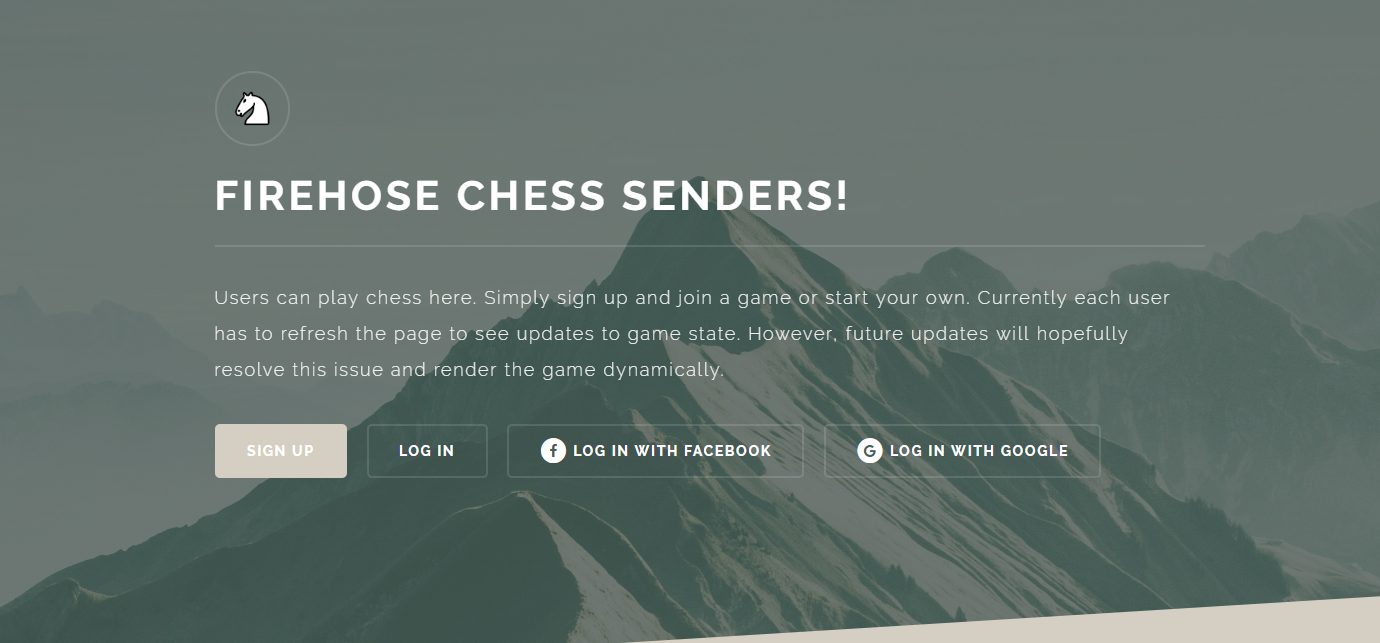 FIREHOSE CHESS SENDERS!
Users can play chess here. Simply sign up and join a game or start your own. Currently each user
has to refresh the page to see updates to game state. However, future updates will hopefully
resolve this issue and render the game dynamically.
SIGN UP
LOG IN
LOG IN WITH FACEBOOK
LOG IN WITH GOOGLE